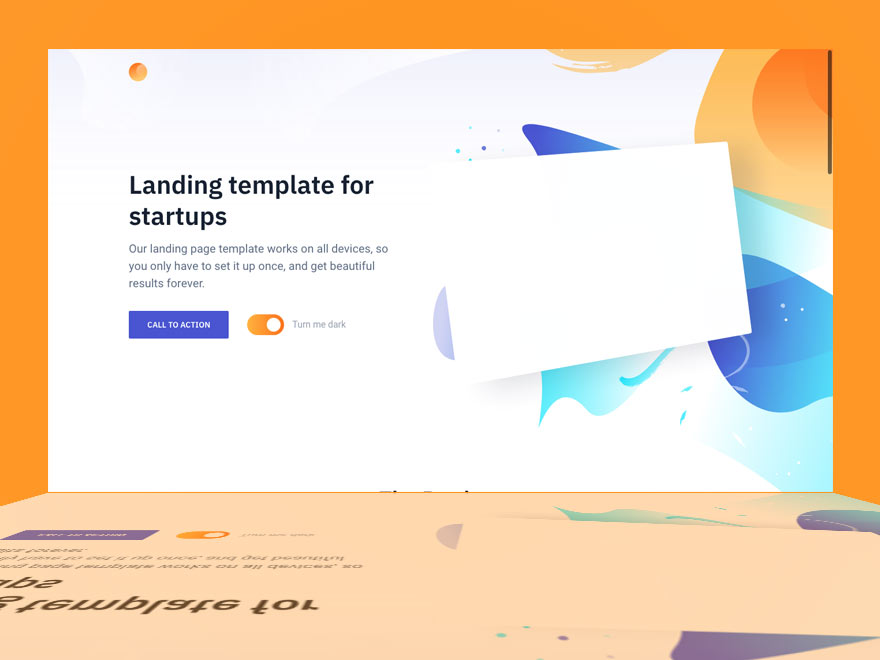 Landing template for
startups
Our landing page template works on all devices, so
you only have to set it up once, and get beautiful
results forever.
CALL TO ACTION
Turn me dark